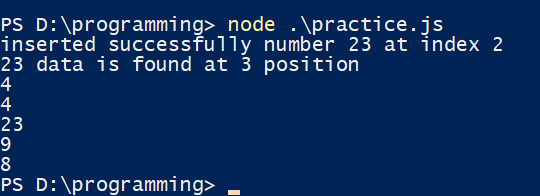 PS D:\programming> node .\practice.js
inserted successfully number 23 at index 2
23 data is found at 3 position
4
4
23
9
8
PS D:\programming>